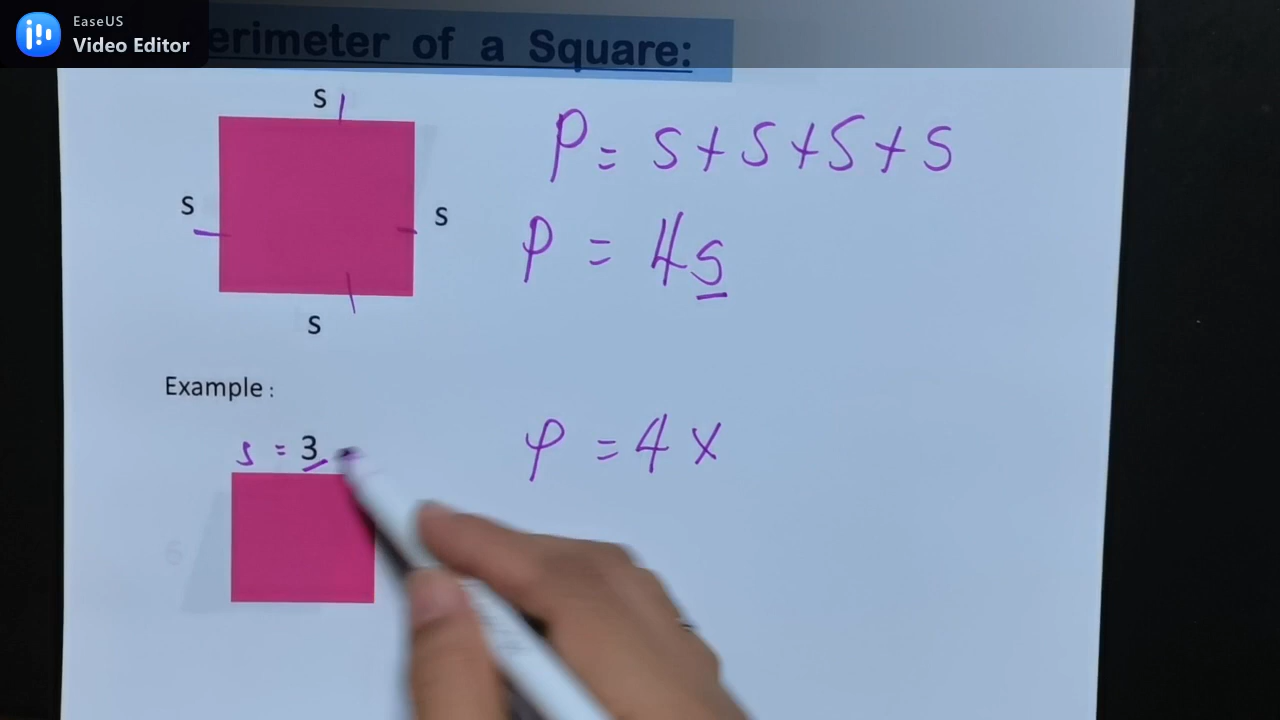 EaseUS
Video Editor
erimeter of a Square:
s
s
s
s
P = s + s + s + s
P = 4s
Example :
s = 3
P = 4 x